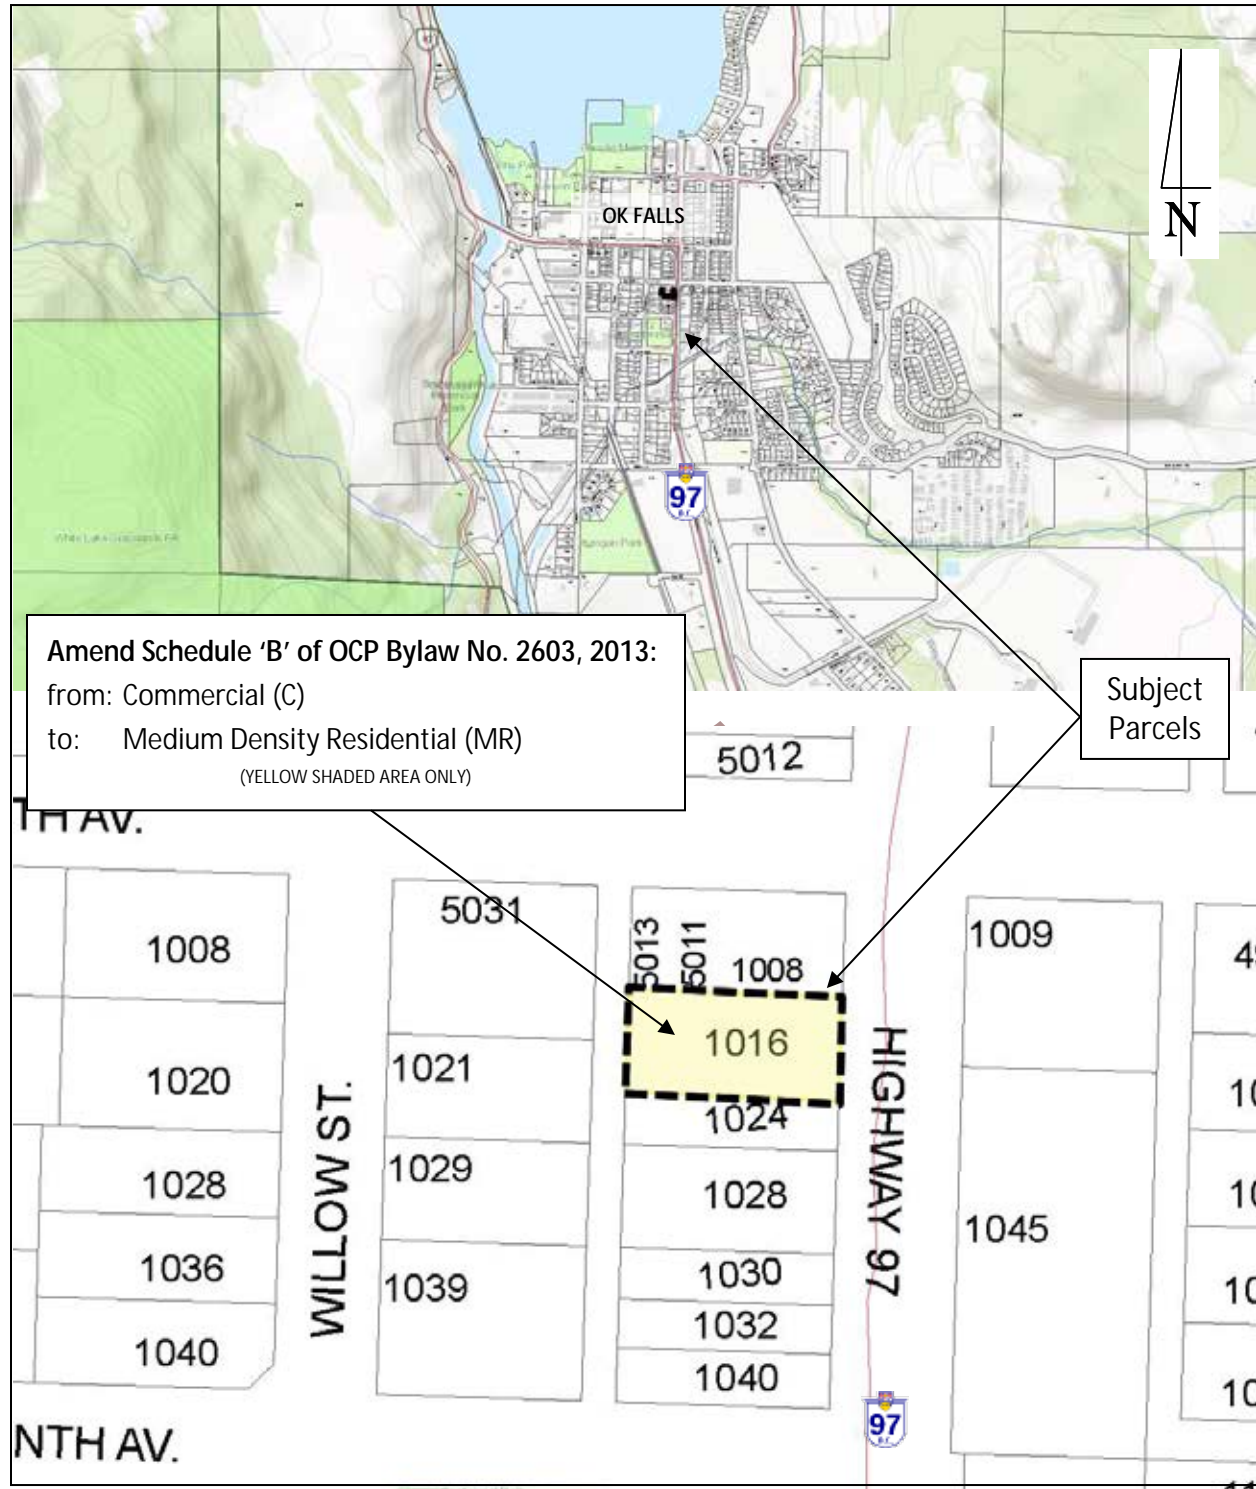 OK FALLS
N
97
B.C.
Amend Schedule ‘B’ of OCP Bylaw No. 2603, 2013:
from: Commercial (C)
to: Medium Density Residential (MR)
(YELLOW SHADED AREA ONLY)
Subject
Parcels
5012
TH AV.
5031
1008
5013
5011
1008
1009
1016
1020
1021
1024
1028
1029
1028
1045
1036
1039
1030
1032
1040
1040
WILLOW ST.
HIGHWAY 97
97
B.C.
NTH AV.